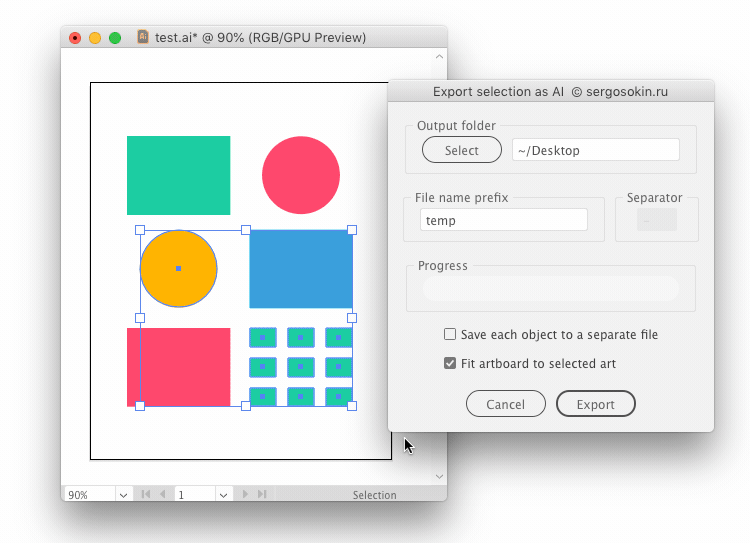 Ai
test.ai* @ 90% (RGB/GPU Preview)
Export selection as AI © sergosokin.ru
Output folder
Select
~/Desktop
File name prefix
temp
Separator
-
Progress
Save each object to a separate file
Fit artboard to selected art
Cancel
Export
90%
1
Selection